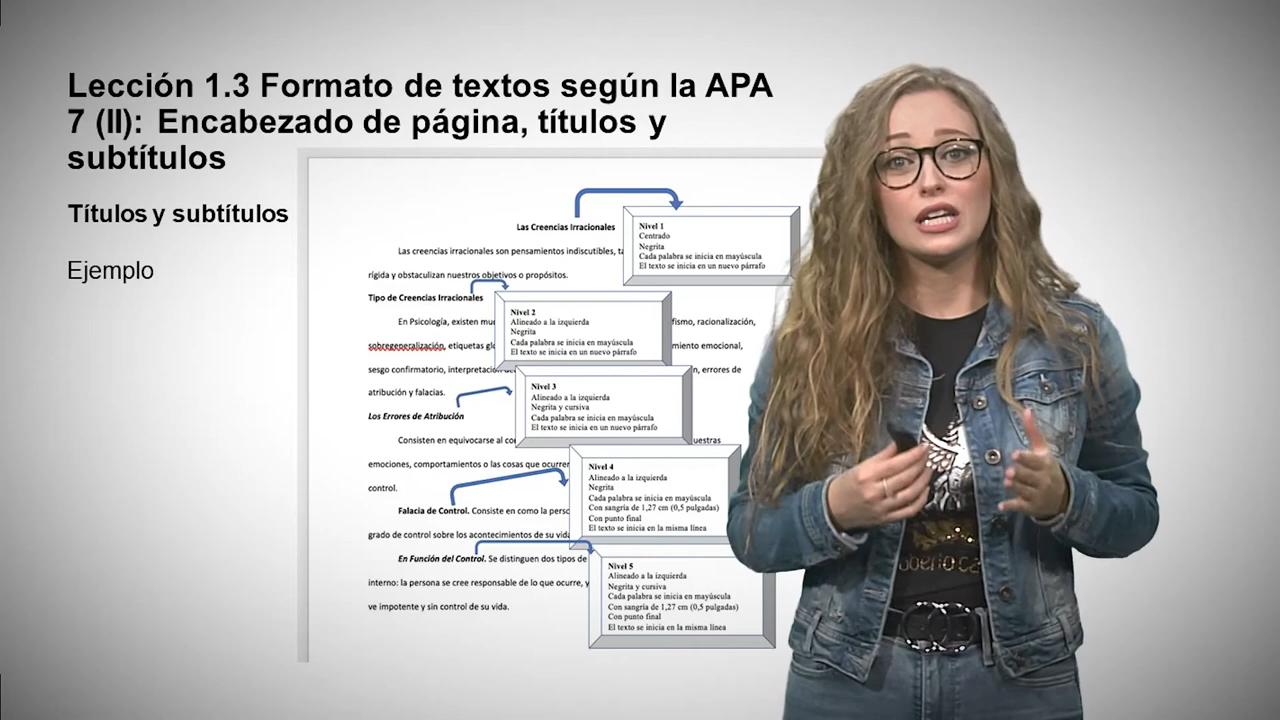 Lección 1.3 Formato de textos según la APA
7 (II): Encabezado de página, títulos y
subtítulos
Títulos y subtítulos
Ejemplo
Las Creencias Irracionales
Las creencias irracionales son pensamientos indiscutibles,
rígida y obstaculizan nuestros objetivos o propósitos.
Nivel 1
Centrado
Negrita
Cada palabra se inicia en mayúscula
El texto se inicia en un nuevo párrafo
Tipo de Creencias Irracionales
En Psicología, existen
racionalización,
sobregeneralización, etiquetas
emocional,
sesgo confirmatorio,
errores de
atribución y falacias.
Nivel 2
Alineado a la izquierda
Negrita
Cada palabra se inicia en mayúscula
El texto se inicia en un nuevo párrafo
Los Errores de Atribución
Consisten en equivocarse al
emociones, comportamientos o las cosas que
control.
Nivel 3
Alineado a la izquierda
Negrita y cursiva
Cada palabra se inicia en mayúscula
El texto se inicia en un nuevo párrafo
Falacia de Control. Consiste en como la
grado de control sobre los acontecimientos de su
Nivel 4
Alineado a la izquierda
Negrita
Cada palabra se inicia en mayúscula
Con sangría de 1,27 cm (0,5 pulgadas)
Con punto final
El texto se inicia en la misma línea
En Función del Control. Se distinguen dos tipos de
interno: la persona se cree responsable de lo que ocurre, y
ve impotente y sin control de su vida.
Nivel 5
Alineado a la izquierda
Negrita y cursiva
Cada palabra se inicia en mayúscula
Con sangría de 1,27 cm (0,5 pulgadas)
Con punto final
El texto se inicia en la misma línea